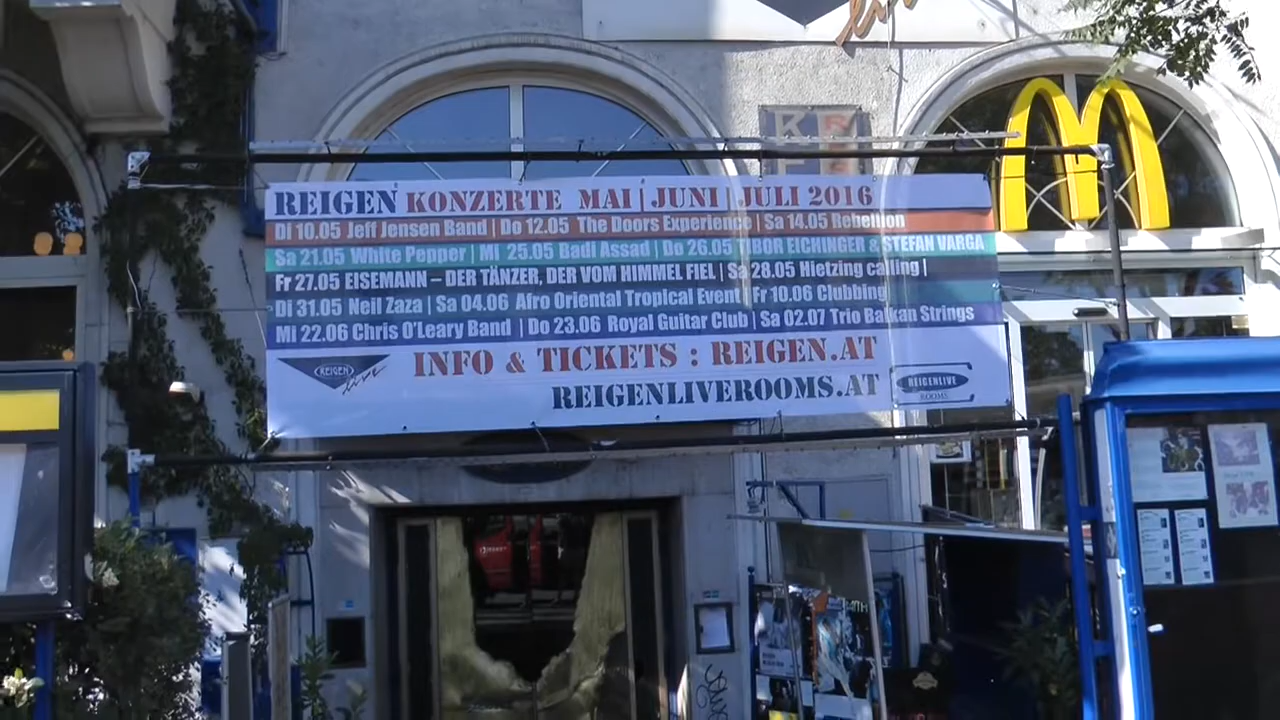 live
REIGEN KONZERTE MAI | JUNI | JULI 2016
DI 10.05 Jeff Jensen Band | Do 12.05 The Doors Experience | Sa 14.05 Rebellion
Sa 21.05 White Pepper | MI 25.05 Badi Assad | Do 26.05 TIBOR EICHINGER & STEFAN VARGA
Fr 27.05 EISEMANN – DER TÄNZER, DER VOM HIMMEL FIEL | Sa 28.05 Hietzing calling |
Di 31.05 Neil Zaza | Sa 04.06 Afro Oriental Tropical Event | Fr 10.06 Clubbing
MI 22.06 Chris O'Leary Band | Do 23.06 Royal Guitar Club | Sa 02.07 Trio Balkan Strings
INFO & TICKETS : REIGEN.AT
REIGEN live
REIGENLIVEROOMS.AT
REIGENLIVE
ROOMS